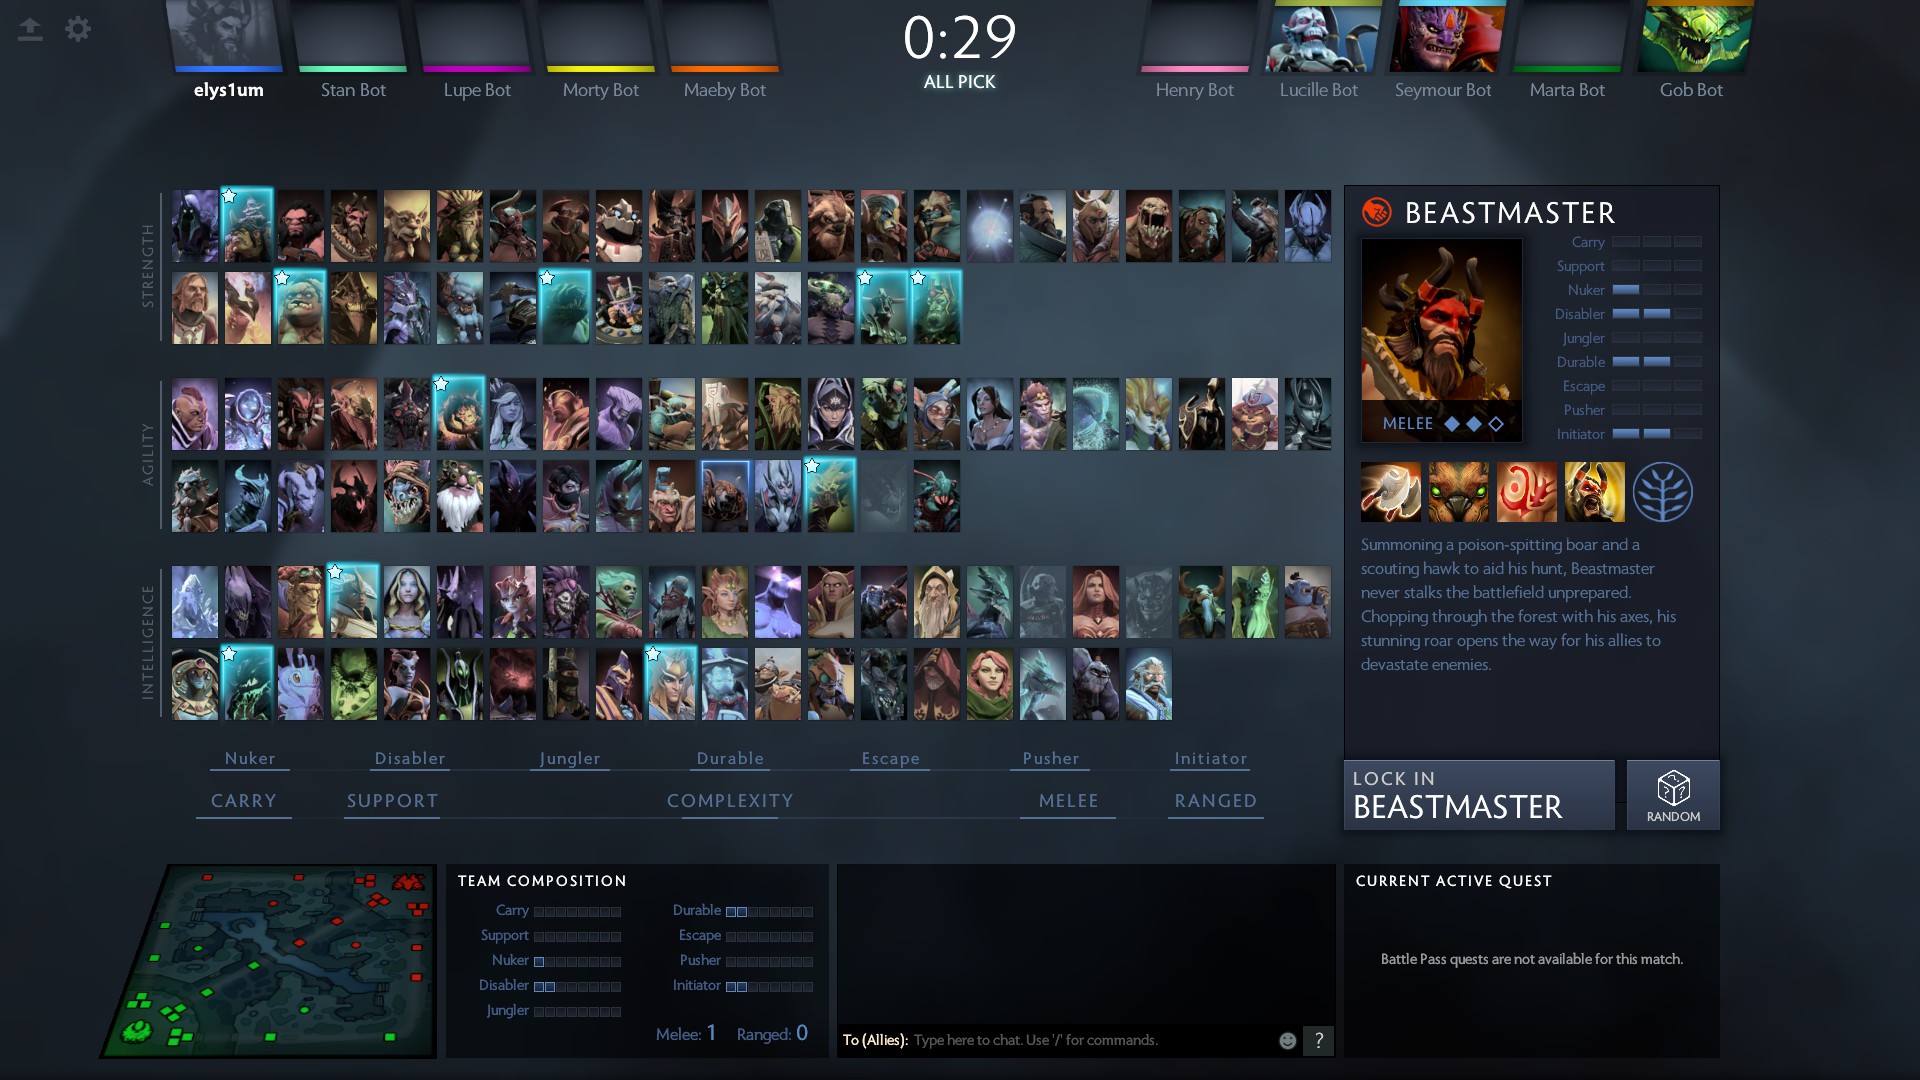 0:29
ALL PICK
elys1um
Stan Bot
Lupe Bot
Morty Bot
Maeby Bot
Henry Bot
Lucille Bot
Seymour Bot
Marta Bot
Gob Bot
STRENGTH
AGILITY
INTELLIGENCE
BEASTMASTER
Carry
Support
Nuker
Disabler
Jungler
Durable
Escape
Pusher
Initiator
MELEE
Summoning a poison-spitting boar and a
scouting hawk to aid his hunt, Beastmaster
never stalks the battlefield unprepared.
Chopping through the forest with his axes, his
stunning roar opens the way for his allies to
devastate enemies.
Nuker Disabler Jungler Durable Escape Pusher Initiator
CARRY SUPPORT COMPLEXITY MELEE RANGED
LOCK IN
BEASTMASTER
RANDOM
TEAM COMPOSITION
Carry
Support
Nuker
Disabler
Jungler
Durable
Escape
Pusher
Initiator
Melee: 1 Ranged: 0
To (Allies): Type here to chat. Use '/' for commands.
?
CURRENT ACTIVE QUEST
Battle Pass quests are not available for this match.